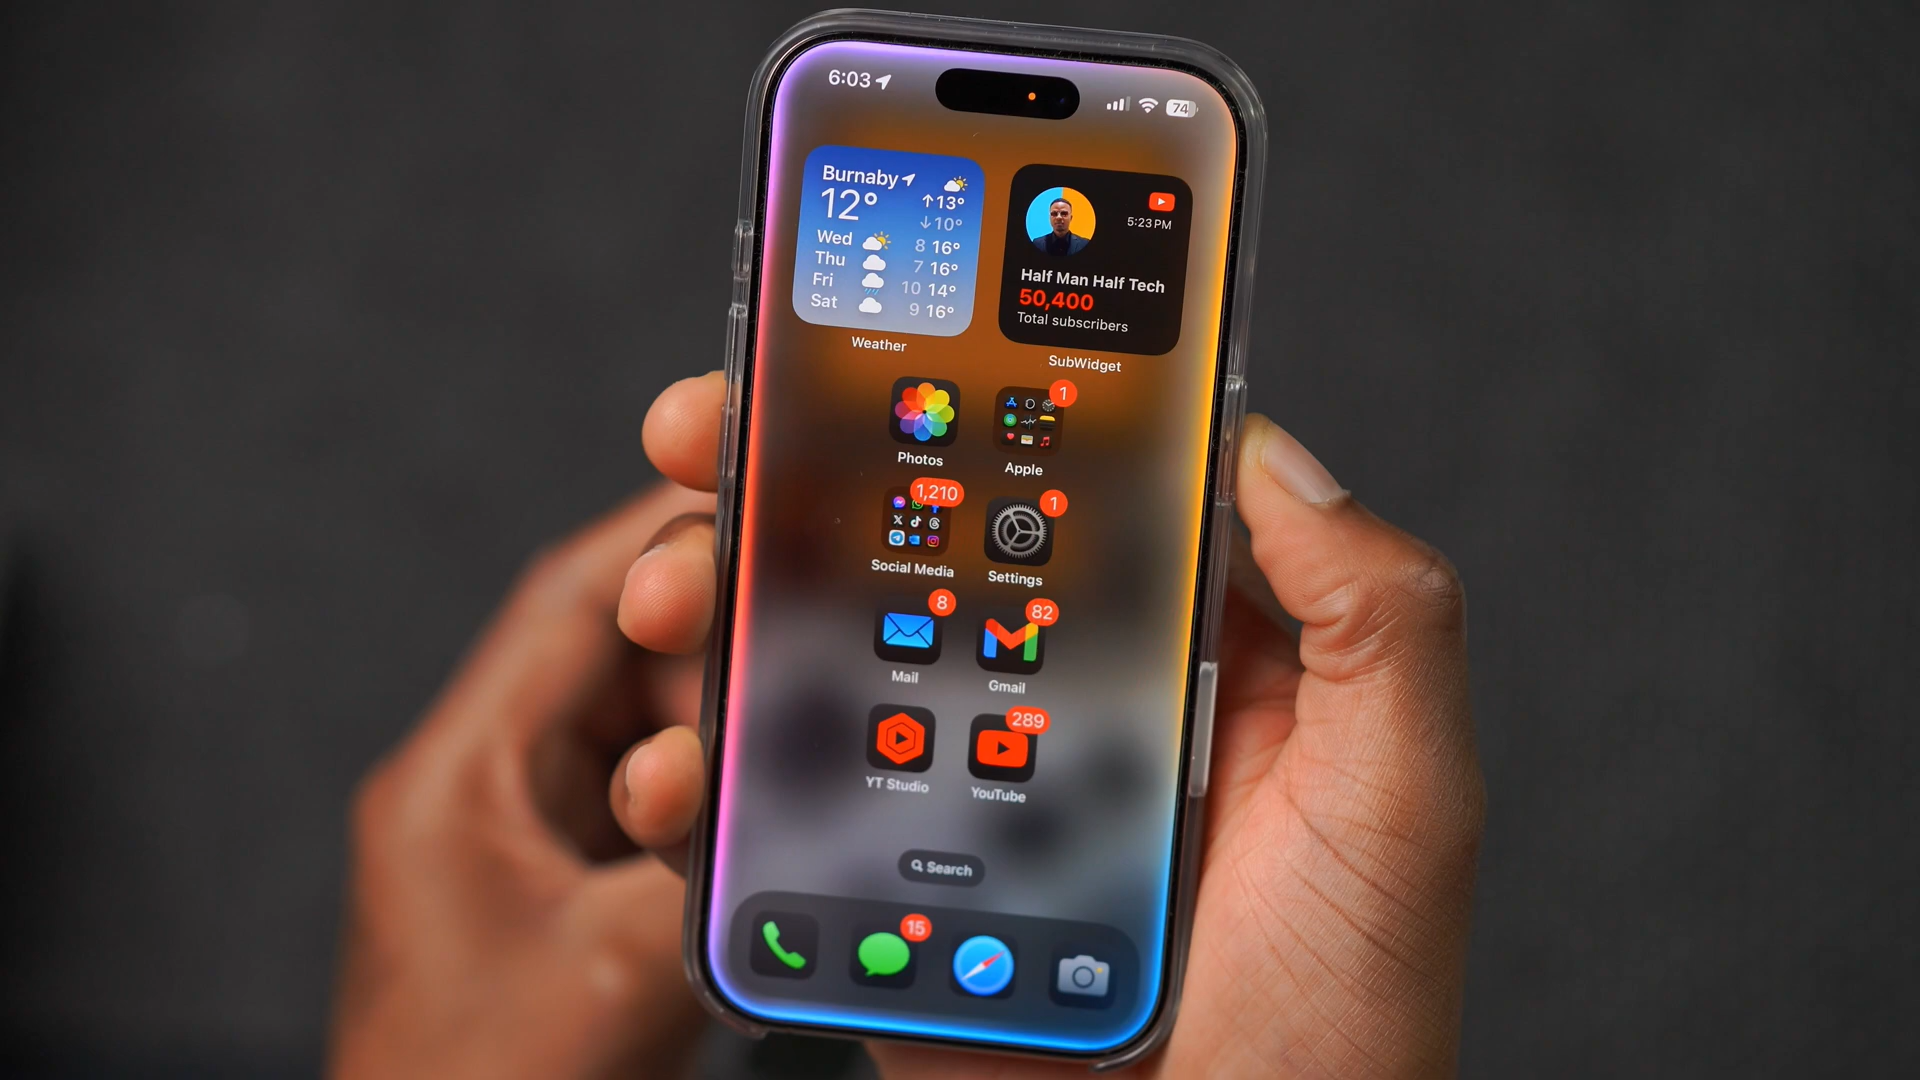 6:03
74
Burnaby
12°
↑13°
↓10°
Wed 8 16°
Thu 7 16°
Fri 10 14°
Sat 9 16°
Weather
5:23 PM
Half Man Half Tech
50,400
Total subscribers
SubWidget
Photos
1
Apple
1,210
Social Media
1
Settings
8
Mail
82
Gmail
YT Studio
289
YouTube
Search
15